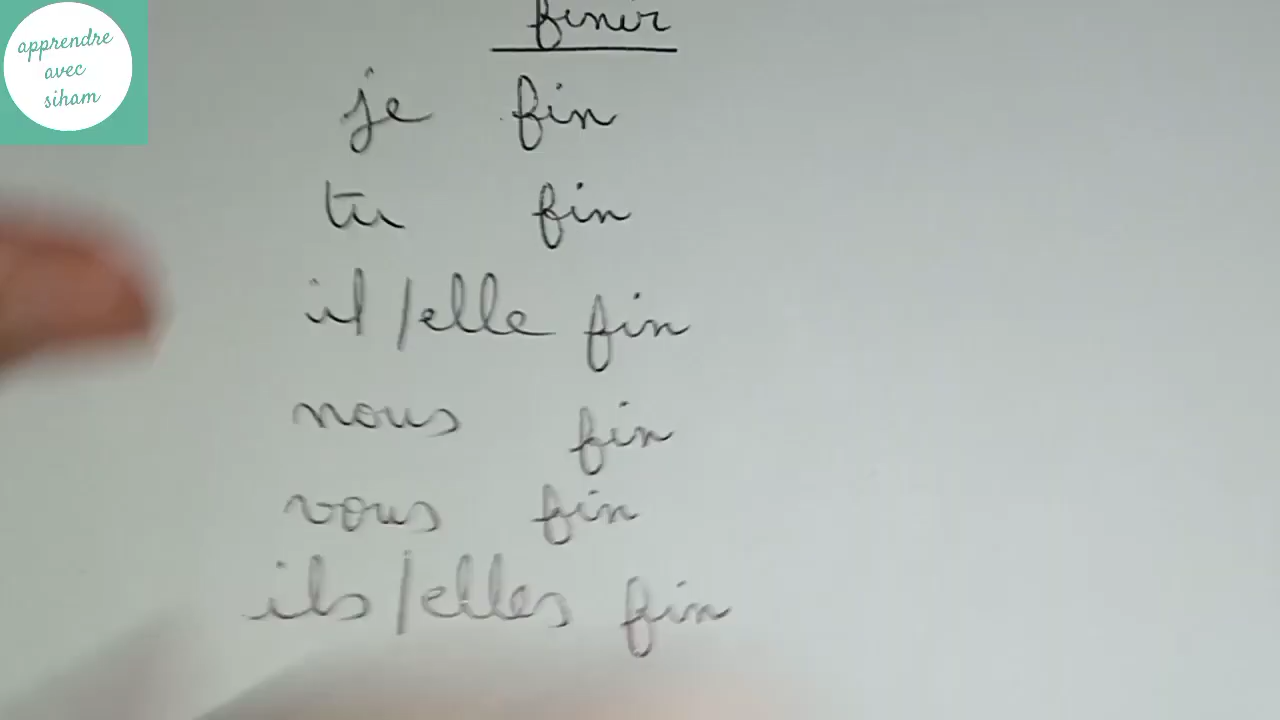 apprendre
avec
siham
finir
je fin
tu fin
il/elle fin
nous fin
vous fin
ils/elles fin